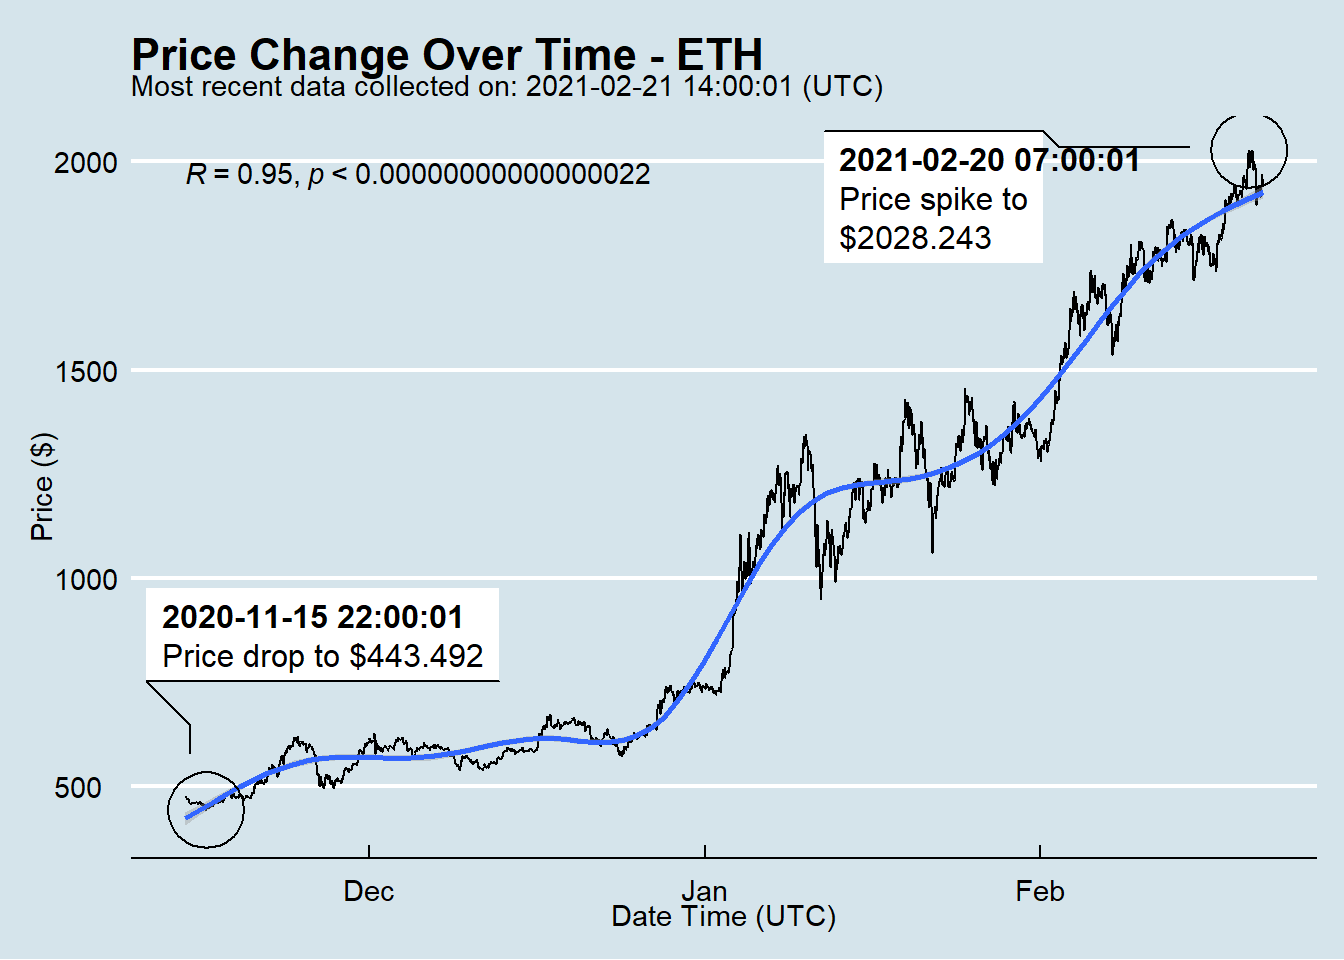 Price Change Over Time - ETH
Most recent data collected on: 2021-02-21 14:00:01 (UTC)
R = 0.95, p < 0.00000000000000022
2021-02-20 07:00:01
Price spike to
$2028.243
2000
1500
1000
500
Price ($)
2020-11-15 22:00:01
Price drop to $443.492
Dec
Jan
Feb
Date Time (UTC)